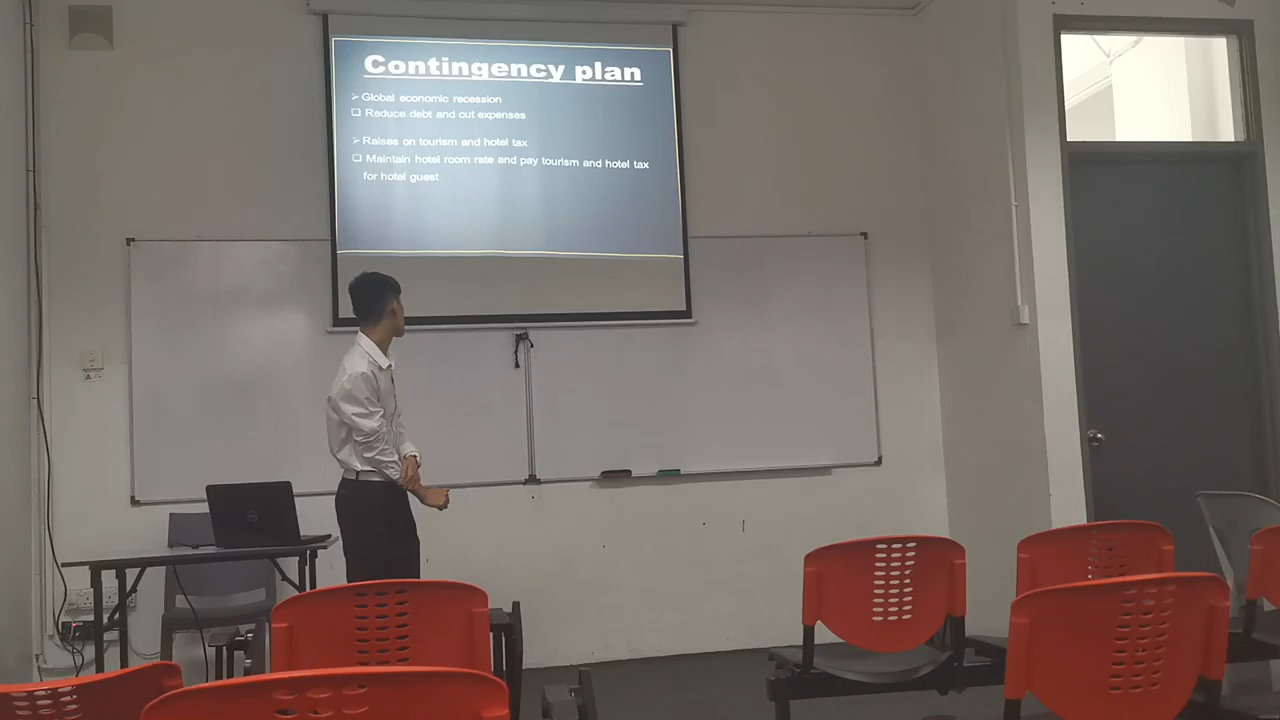 Contingency plan
➢ Global economic recession
❑ Reduce debt and cut expenses
➢ Raises on tourism and hotel tax
❑ Maintain hotel room rate and pay tourism and hotel tax
for hotel guest